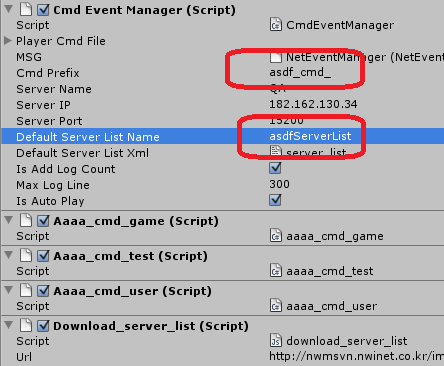 Cmd Event Manager (Script)
Script CmdEventManager
Player Cmd File
MSG NetEventManager (NetEven
Cmd Prefix asdf_cmd_
Server Name QA
Server IP 182.162.130.34
Server Port 15200
Default Server List Name asdfServerList
Default Server List Xml server_list
Is Add Log Count
Max Log Line 300
Is Auto Play
Aaaa_cmd_game (Script)
Script aaaa_cmd_game
Aaaa_cmd_test (Script)
Script aaaa_cmd_test
Aaaa_cmd_user (Script)
Script aaaa_cmd_user
Download_server_list (Script)
Script download_server_list
Url http://nwmsvn.nwinet.co.kr/im